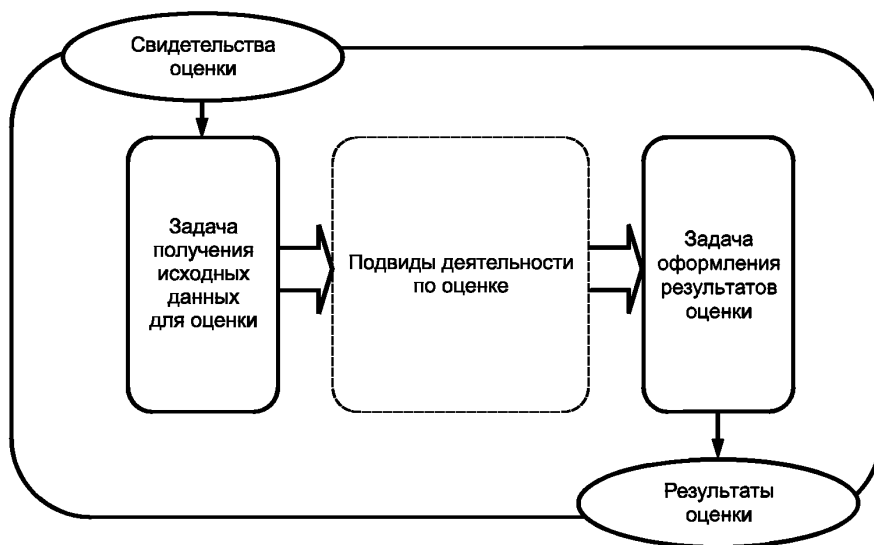 Свидетельства
оценки
Задача
получения
исходных
данных
для оценки
Подвиды деятельности
по оценке
Задача
оформления
результатов
оценки
Результаты
оценки